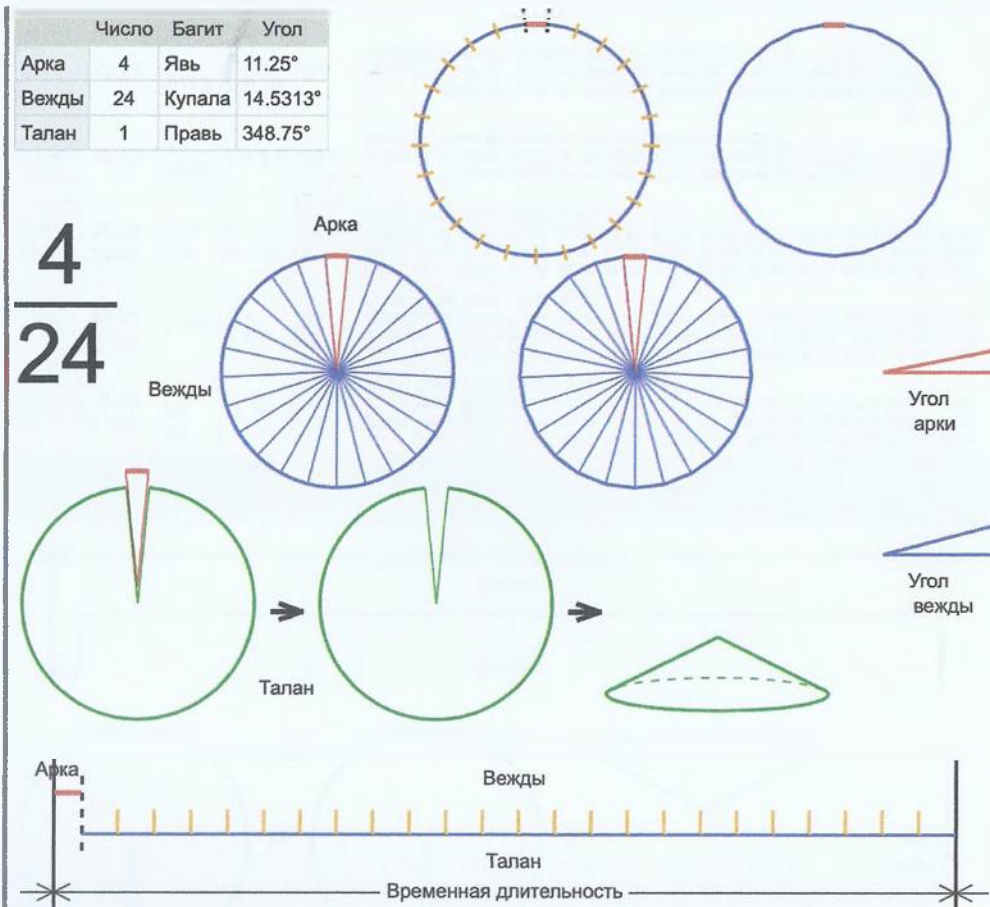 Число Багит Угол
Арка 4 Явь 11.25°
Вежды 24 Купала 14.5313°
Талан 1 Правь 348.75°
4
24
Арка
Вежды
Угол
арки
Угол
вежды
Талан
Арка
Вежды
Талан
Временная длительность